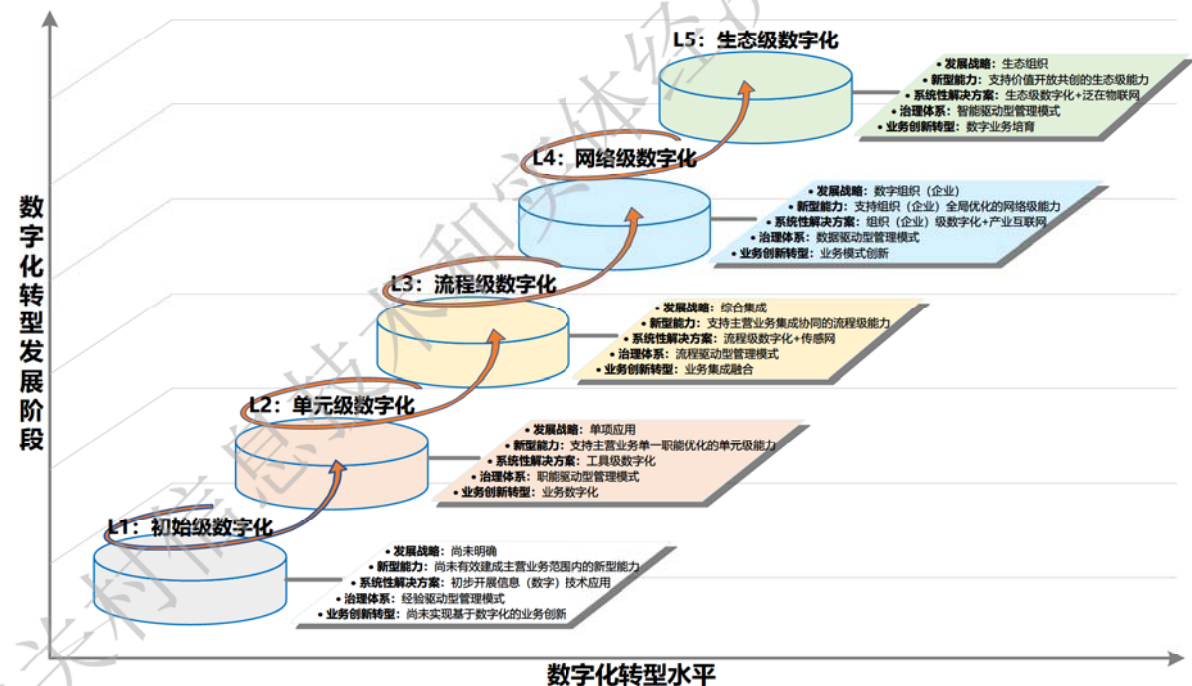 L5：生态级数字化
• 发展战略：生态组织
• 新型能力：支持价值开放共创的生态级能力
• 系统性解决方案：生态级数字化+泛在物联网
• 治理体系：智能驱动型管理模式
• 业务创新转型：数字业务培育
L4：网络级数字化
• 发展战略：数字组织（企业）
• 新型能力：支持组织（企业）全局优化的网络级能力
• 系统性解决方案：组织（企业）级数字化+产业互联网
• 治理体系：数据驱动型管理模式
• 业务创新转型：业务模式创新
L3：流程级数字化
• 发展战略：综合集成
• 新型能力：支持主营业务集成协同的流程级能力
• 系统性解决方案：流程级数字化+传感网
• 治理体系：流程驱动型管理模式
• 业务创新转型：业务集成融合
L2：单元级数字化
• 发展战略：单项应用
• 新型能力：支持主营业务单一职能优化的单元级能力
• 系统性解决方案：工具级数字化
• 治理体系：职能驱动型管理模式
• 业务创新转型：业务数字化
L1：初始级数字化
• 发展战略：尚未明确
• 新型能力：尚未有效建成主营业务范围内的新型能力
• 系统性解决方案：初步开展信息（数字）技术应用
• 治理体系：经验驱动型管理模式
• 业务创新转型：尚未实现基于数字化的业务创新
数字化转型发展阶段
数字化转型水平
关村信息技术和实体经